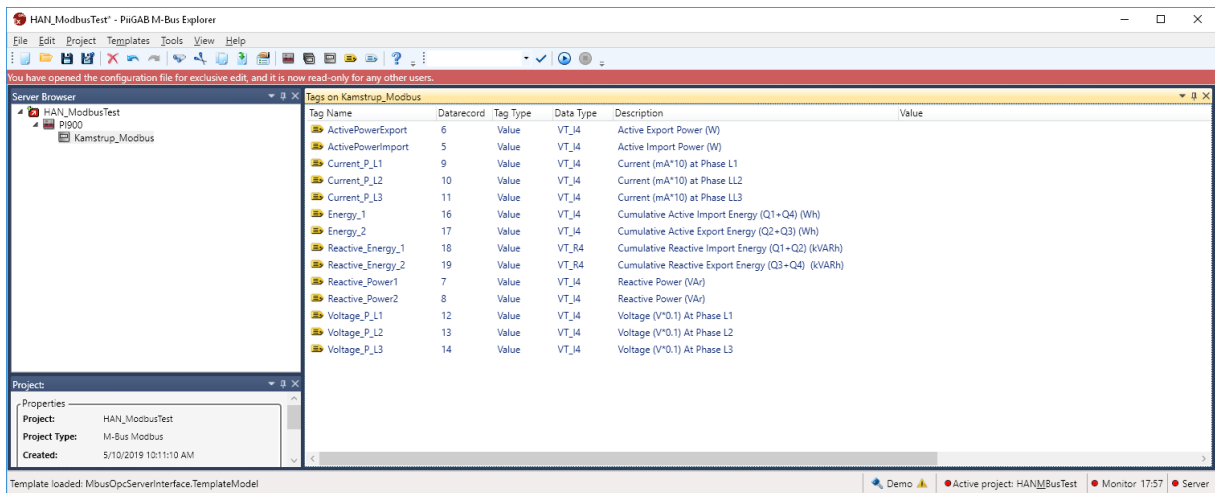 HAN_ModbusTest* - PiiGAB M-Bus Explorer
File Edit Project Templates Tools View Help
You have opened the configuration file for exclusive edit, and it is now read-only for any other users.
Server Browser
HAN_ModbusTest
PI900
Kamstrup_Modbus
Tags on Kamstrup_Modbus
Tag Name Datarecord Tag Type Data Type Description Value
ActivePowerExport 6 Value VT_I4 Active Export Power (W)
ActivePowerImport 5 Value VT_I4 Active Import Power (W)
Current_P_L1 9 Value VT_I4 Current (mA*10) at Phase L1
Current_P_L2 10 Value VT_I4 Current (mA*10) at Phase LL2
Current_P_L3 11 Value VT_I4 Current (mA*10) at Phase LL3
Energy_1 16 Value VT_I4 Cumulative Active Import Energy (Q1+Q4) (Wh)
Energy_2 17 Value VT_I4 Cumulative Active Export Energy (Q2+Q3) (Wh)
Reactive_Energy_1 18 Value VT_R4 Cumulative Reactive Import Energy (Q1+Q2) (kVARh)
Reactive_Energy_2 19 Value VT_R4 Cumulative Reactive Export Energy (Q3+Q4) (kVARh)
Reactive_Power1 7 Value VT_I4 Reactive Power (VAr)
Reactive_Power2 8 Value VT_I4 Reactive Power (VAr)
Voltage_P_L1 12 Value VT_I4 Voltage (V*0.1) At Phase L1
Voltage_P_L2 13 Value VT_I4 Voltage (V*0.1) At Phase L2
Voltage_P_L3 14 Value VT_I4 Voltage (V*0.1) At Phase L3
Project:
Properties
Project: HAN_ModbusTest
Project Type: M-Bus Modbus
Created: 5/10/2019 10:11:10 AM
Template loaded: MbusOpcServerInterface.TemplateModel Demo Active project: HANMBusTest Monitor 17:57 Server